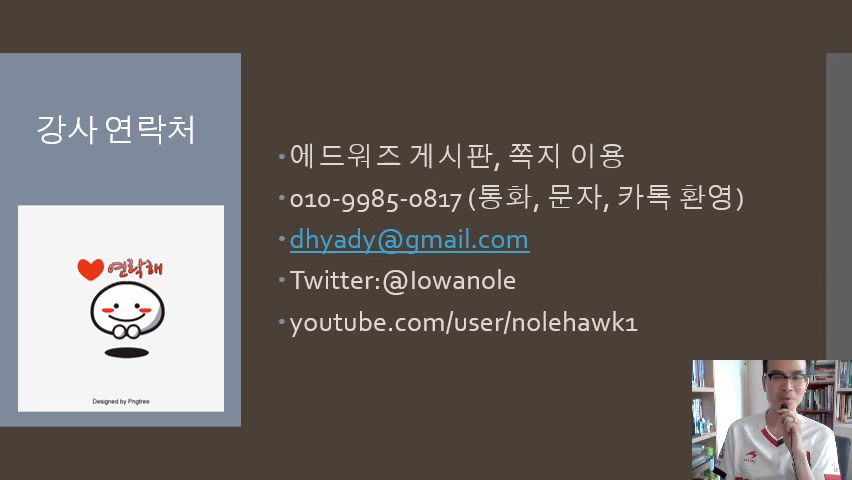 강사 연락처
연락해
Designed by Pngtree
에드워즈 게시판, 쪽지 이용
010-9985-0817 (통화, 문자, 카톡 환영)
dhyady@gmail.com
Twitter:@Iowanole
youtube.com/user/nolehawk1